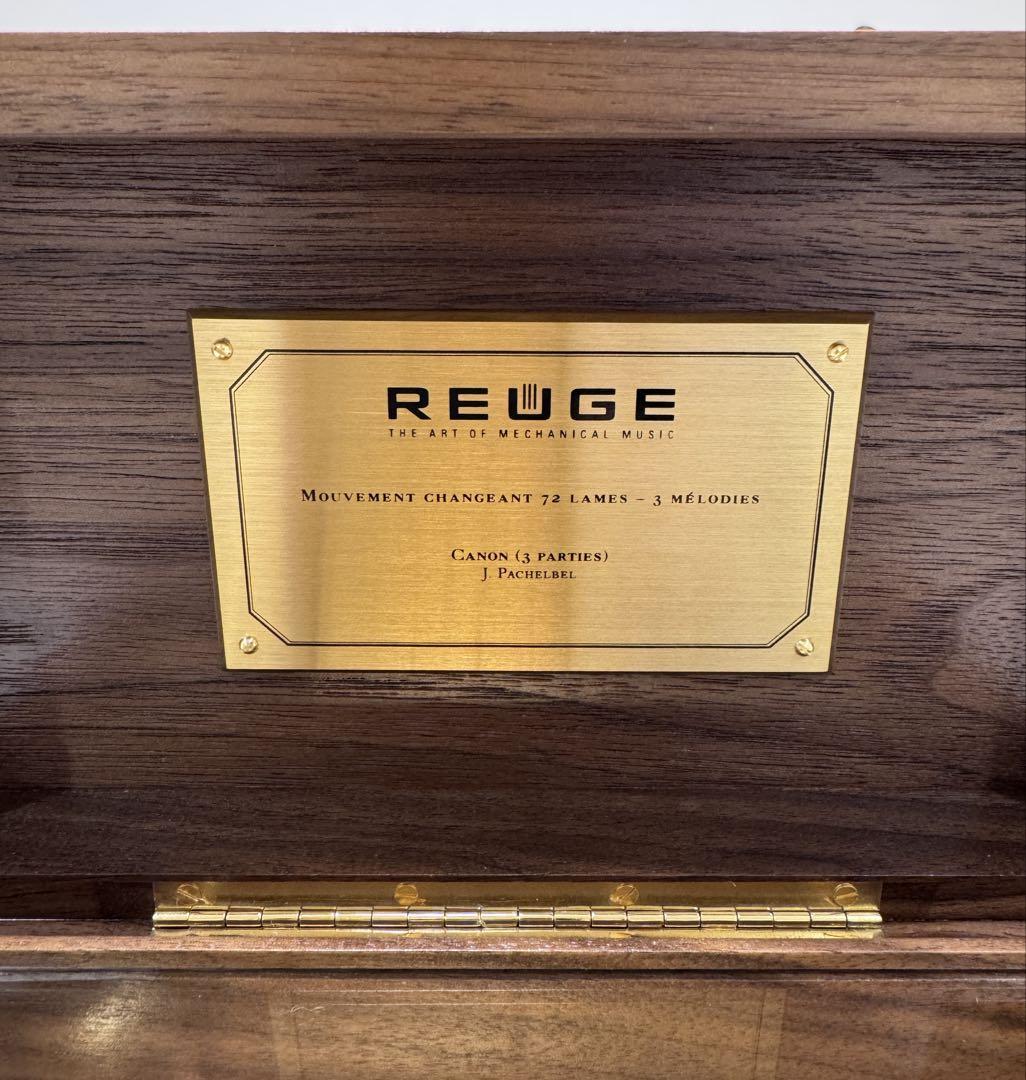 REUGE
THE ART OF MECHANICAL MUSIC
MOUVEMENT CHANGEANT 72 LAMES – 3 MÉLODIES
CANON (3 PARTIES)
J. PACHELBEL